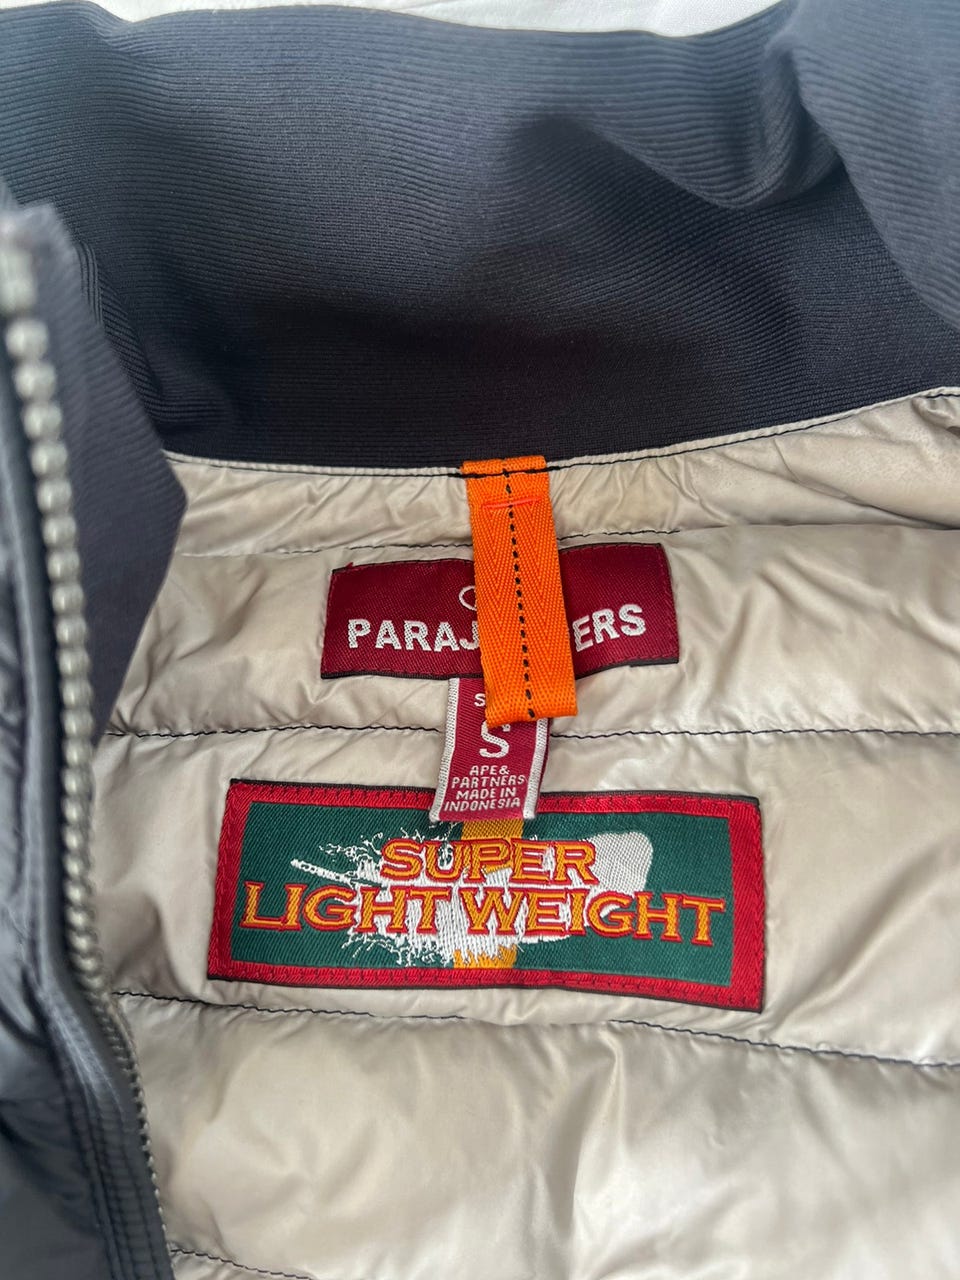 PARAJ ERS
S
S
APE&
PARTNERS
MADE IN
INDONESIA
SUPER
LIGHT WEIGHT